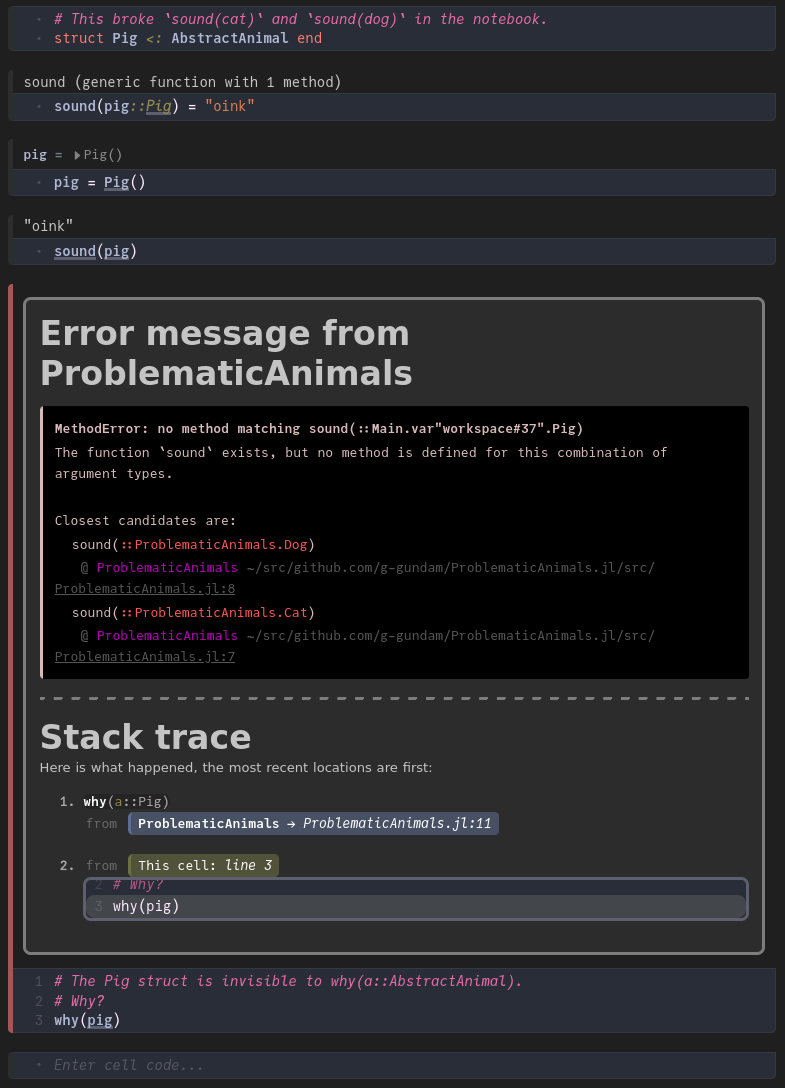 # This broke `sound(cat)` and `sound(dog)` in the notebook.
struct Pig <: AbstractAnimal end
sound (generic function with 1 method)
sound(pig::Pig) = "oink"
pig = ▸Pig()
pig = Pig()
"oink"
sound(pig)
Error message from
ProblematicAnimals
MethodError: no method matching sound(::Main.var"workspace#37".Pig)
The function `sound` exists, but no method is defined for this combination of
argument types.
Closest candidates are:
sound(::ProblematicAnimals.Dog)
@ ProblematicAnimals ~/src/github.com/g-gundam/ProblematicAnimals.jl/src/
ProblematicAnimals.jl:8
sound(::ProblematicAnimals.Cat)
@ ProblematicAnimals ~/src/github.com/g-gundam/ProblematicAnimals.jl/src/
ProblematicAnimals.jl:7
Stack trace
Here is what happened, the most recent locations are first:
1. why(a::Pig)
from ProblematicAnimals → ProblematicAnimals.jl:11
2. from This cell: line 3
2 # Why?
3 why(pig)
1 # The Pig struct is invisible to why(a::AbstractAnimal).
2 # Why?
3 why(pig)
Enter cell code...